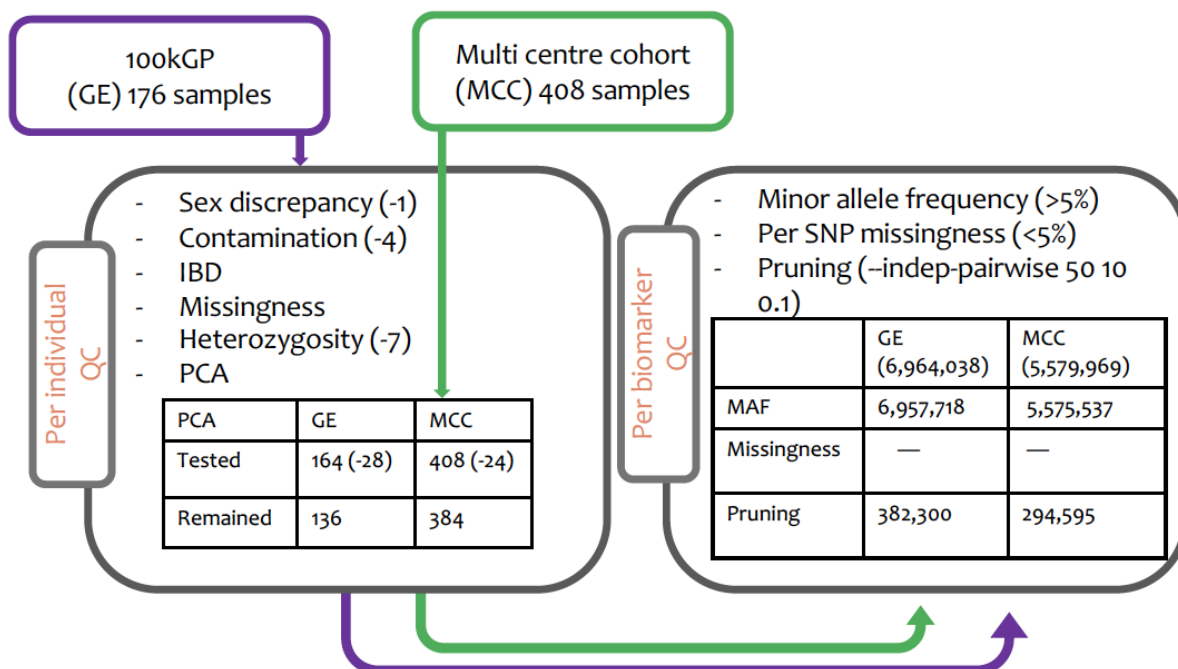 100kGP
(GE) 176 samples
Multi centre cohort
(MCC) 408 samples
Per individual
QC
- Sex discrepancy (-1)
- Contamination (-4)
- IBD
- Missingness
- Heterozygosity (-7)
- PCA
PCA GE MCC
Tested 164 (-28) 408 (-24)
Remained 136 384
Per biomarker
QC
- Minor allele frequency (>5%)
- Per SNP missingness (<5%)
- Pruning (--indep-pairwise 50 10
0.1)
GE MCC
(6,964,038) (5,579,969)
MAF 6,957,718 5,575,537
Missingness — —
Pruning 382,300 294,595